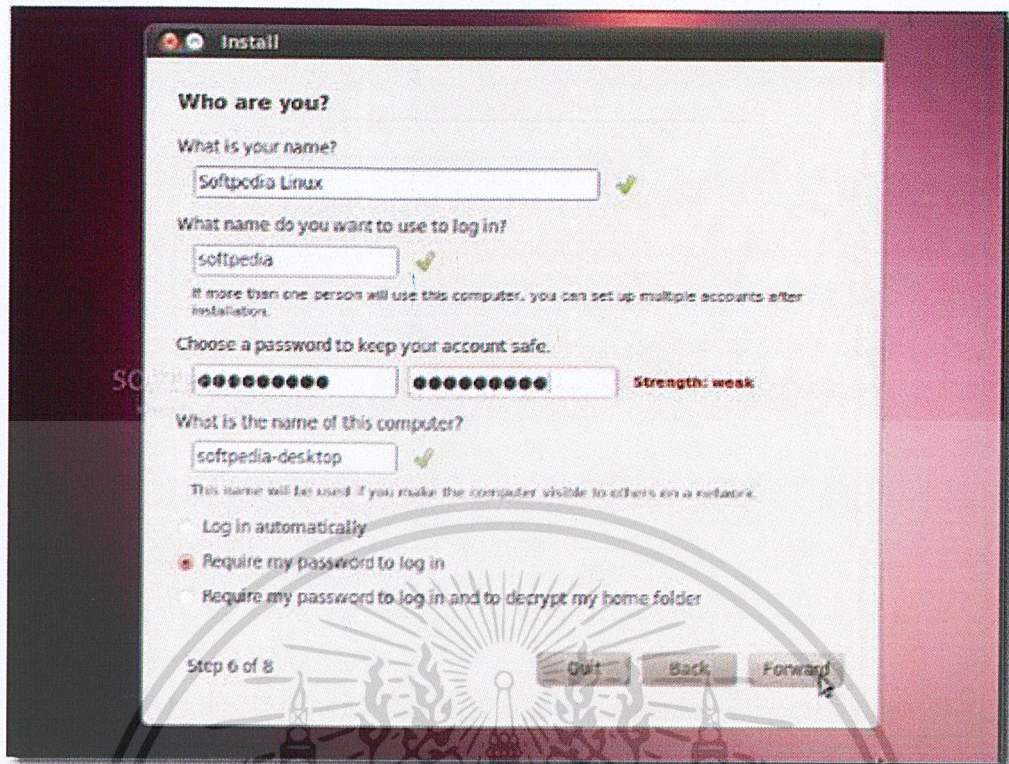 Install
Who are you?
What is your name?
Softpedia Linux
What name do you want to use to log in?
softpedia
If more than one person will use this computer, you can set up multiple accounts after
installation.
Choose a password to keep your account safe.
Strength: weak
What is the name of this computer?
softpedia-desktop
This name will be used if you make the computer visible to others on a network.
Log in automatically
Require my password to log in
Require my password to log in and to decrypt my home folder
Step 6 of 8
Quit Back Forward